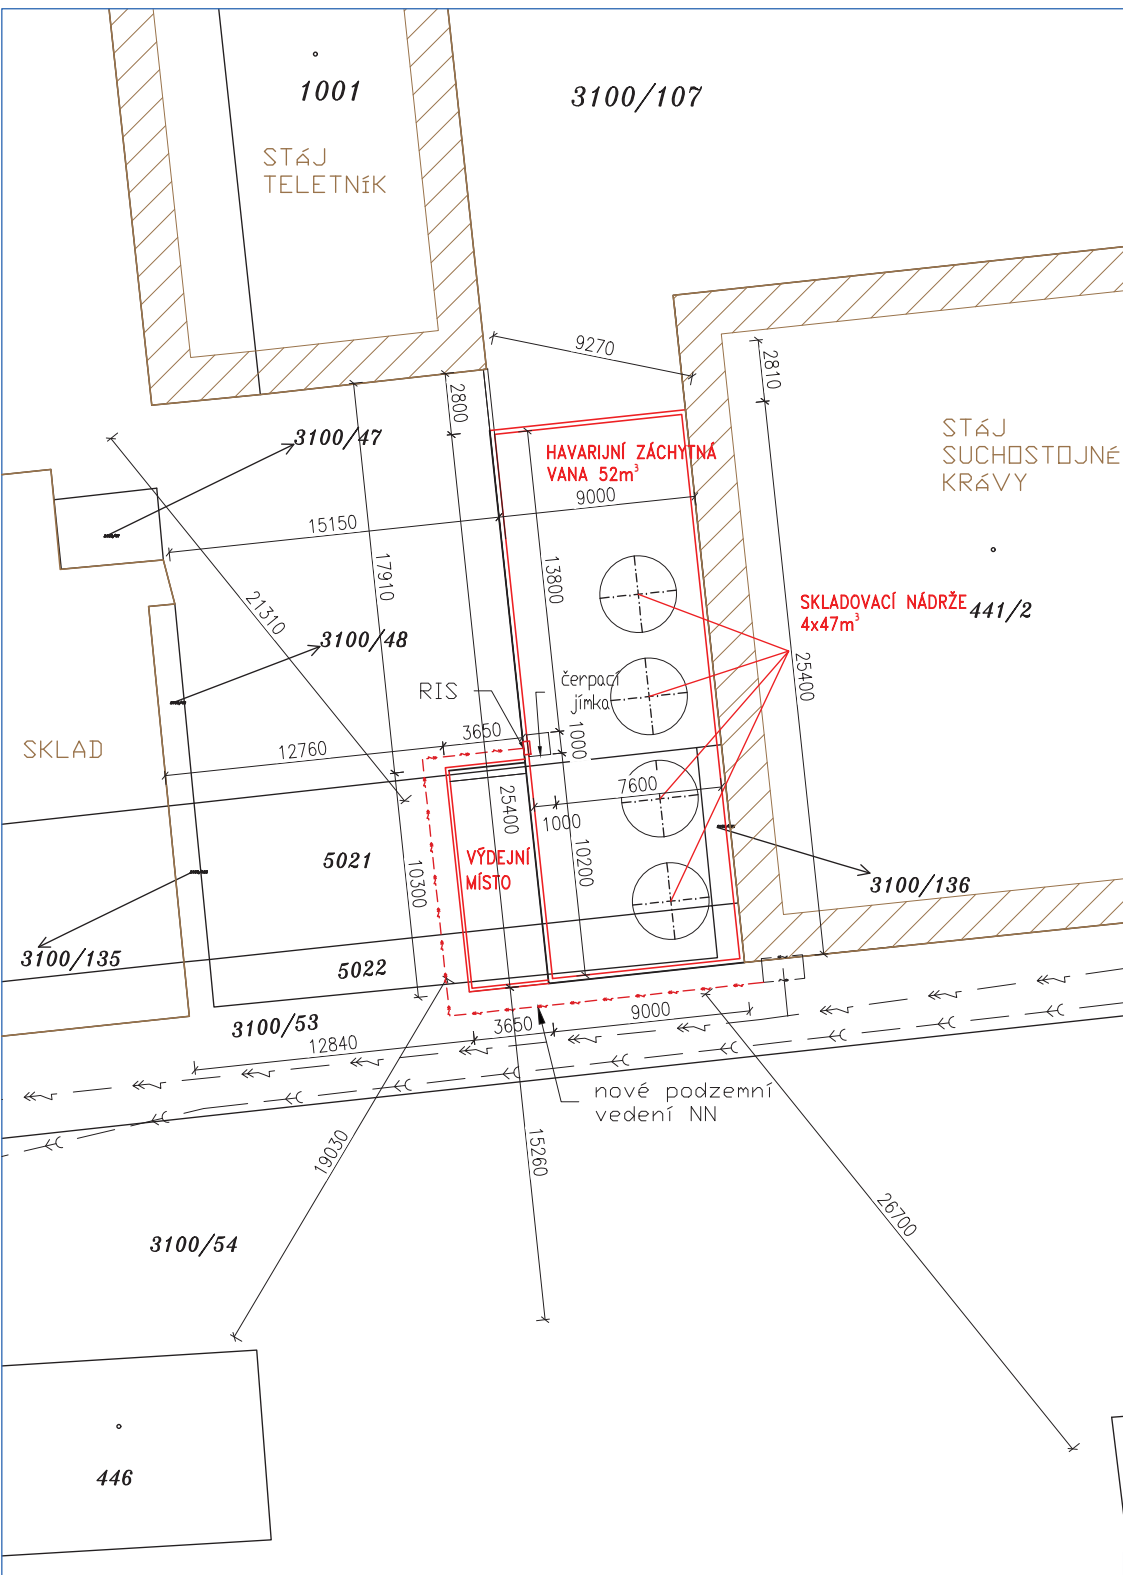 1001
3100/107
STÁJ
TELETNÍK
9270
2810
2800
3100/47
HAVARIJNÍ ZÁCHYTNÁ
VANA 52m³
STÁJ
SUCHOSTOJNÉ
KRÁVY
9000
15150
17910
13800
21310
SKLADOVACÍ NÁDRŽE
4x47m³
441/2
3100/48
25400
čerpací
jímka
RIS
3650
1000
12760
SKLAD
7600
25400
1000
5021
VÝDEJNÍ
MÍSTO
10200
10300
3100/136
3100/135
5022
3100/53
3650
9000
12840
nové podzemní
vedení NN
19030
15260
26700
3100/54
446